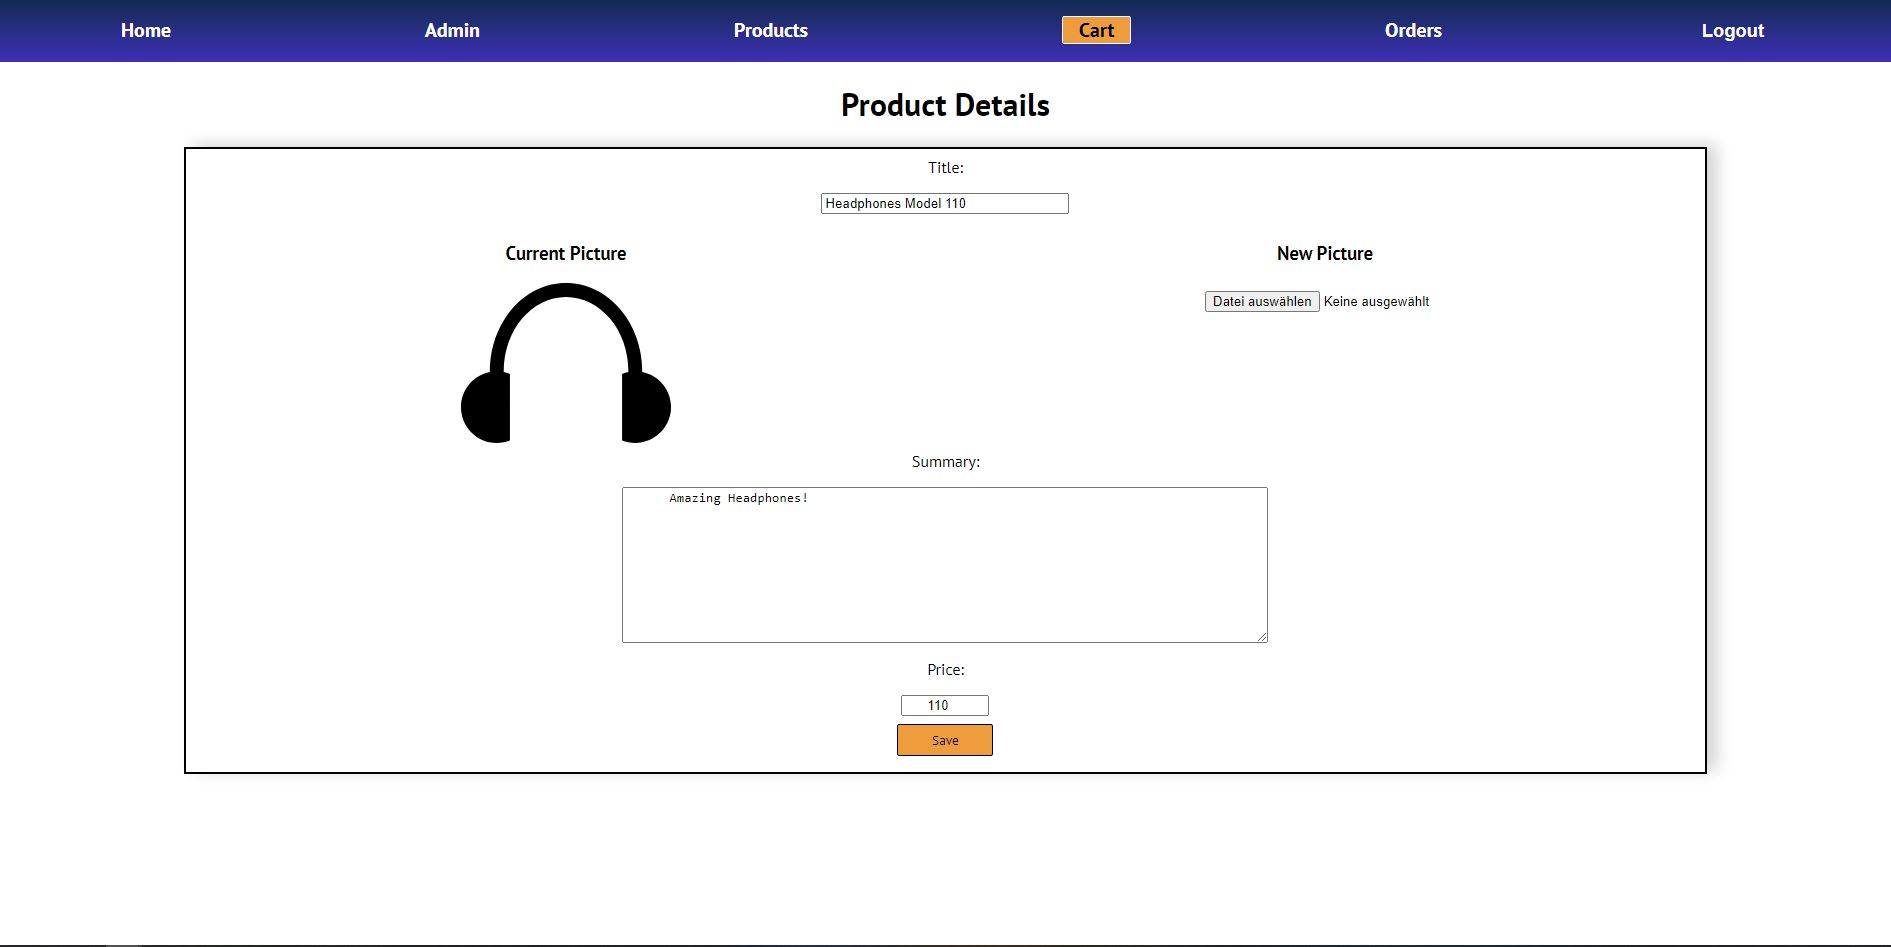 Home Admin Products Cart Orders Logout
Product Details
Title:
Headphones Model 110
Current Picture
New Picture
Datei auswählen Keine ausgewählt
Summary:
Amazing Headphones!
Price:
110
Save